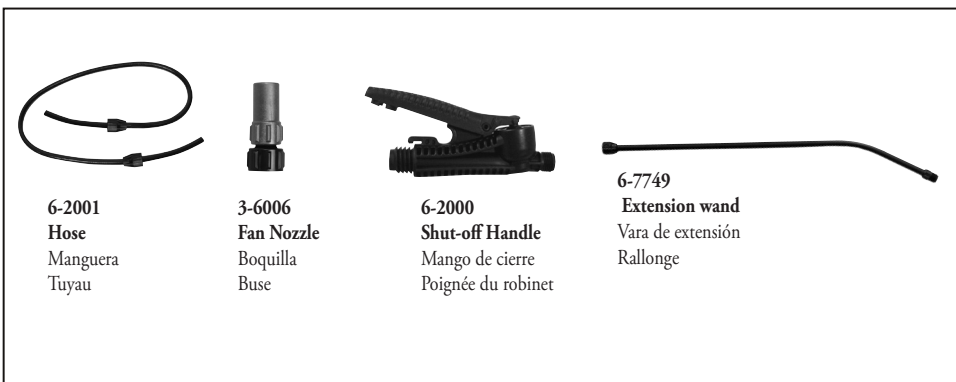 6-2001
Hose
Manguera
Tuyau
3-6006
Fan Nozzle
Boquilla
Buse
6-2000
Shut-off Handle
Mango de cierre
Poignée du robinet
6-7749
Extension wand
Vara de extensión
Rallonge